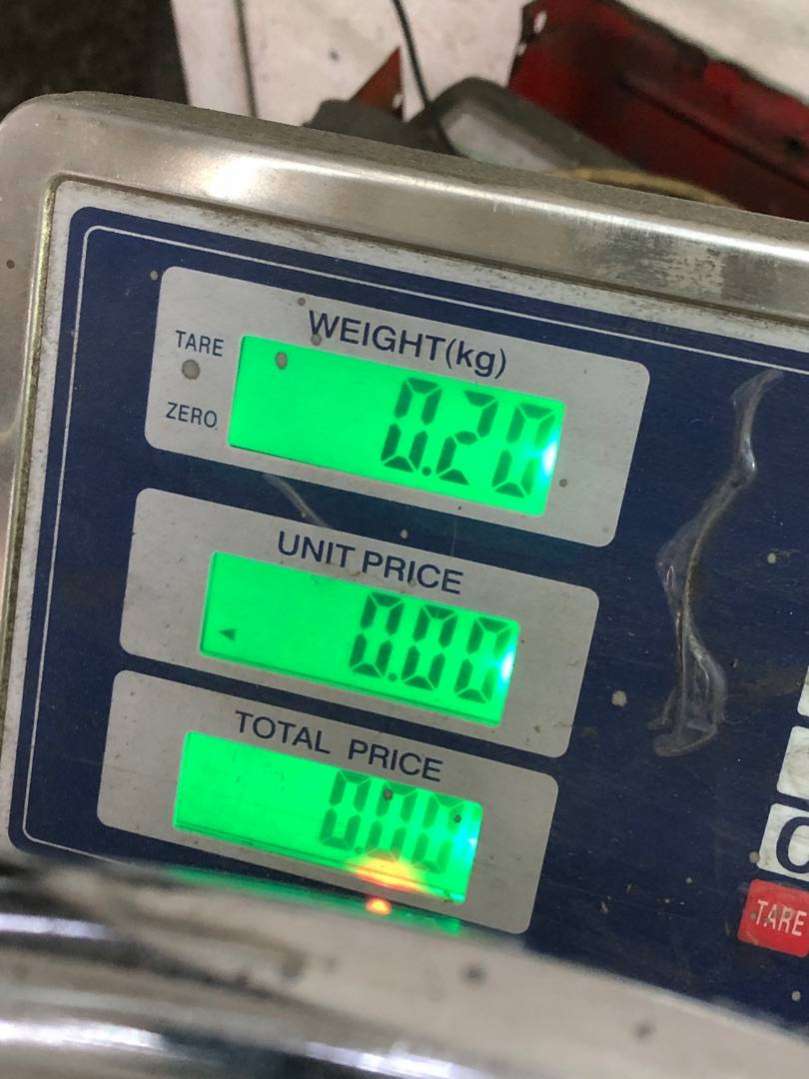 WEIGHT(kg)
TARE
0.20
ZERO
UNIT PRICE
0.00
TOTAL PRICE
0.00
C
TARE